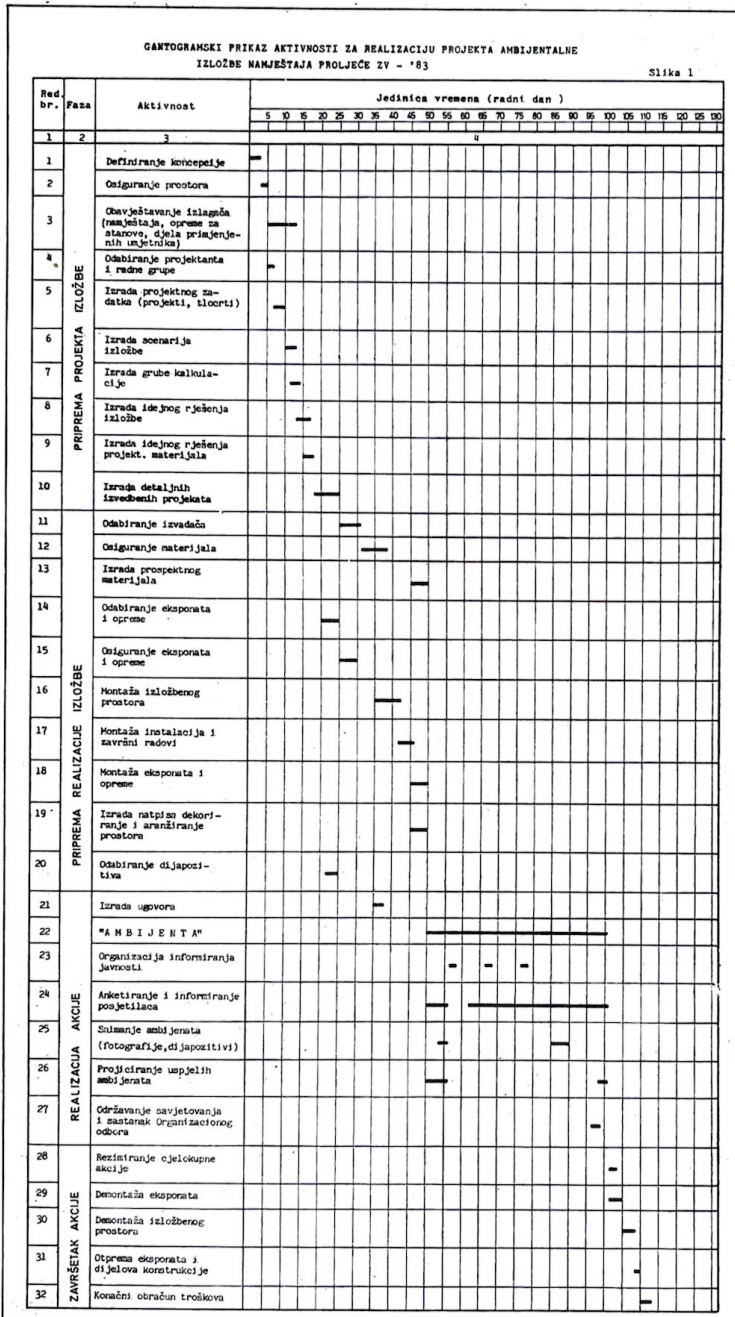 GANTOGRAMSKI PRIKAZ AKTIVNOSTI ZA REALIZACIJU PROJEKTA AMBIJENTALNE
IZLOŽBE NAMJEŠTAJA PROLJEĆE ZV - '83
Slika 1
Red. br.
Faza
Aktivnost
Jedinica vremena (radni dan )
5 10 15 20 25 30 35 40 45 50 55 60 65 70 75 80 85 90 95 100 105 110 115 120 125 130
1 2 3 4
PRIPREMA PROJEKTA IZLOŽBE
1 Definiranje koncepcije
2 Osiguranje prostora
3 Obavještavanje izlagača
(namještaja, opreme za
stanove, djela primjenje-
nih umjetnika)
4 Odabiranje projektanta
i radne grupe
5 Izrada projektnog za-
datka (projekti, tlocrti)
6 Izrada scenarija
izložbe
7 Izrada grube kalkula-
cije
8 Izrada idejnog rješenja
izložbe
9 Izrada idejnog rješenja
projekt. materijala
10 Izrada detaljnih
izvedbenih projekata
PRIPREMA REALIZACIJE IZLOŽBE
11 Odabiranje izvađača
12 Osiguranje materijala
13 Izrada prospektnog
materijala
14 Odabiranje eksponata
i opreme
15 Osiguranje eksponata
i opreme
16 Montaža izložbenog
prostora
17 Montaža instalacija i
završni radovi
18 Montaža eksponata i
opreme
19 Izrada natpisa dekori-
ranje i aranžiranje
prostora
20 Odabiranje dijapozi-
tiva
REALIZACIJA AKCIJE
21 Izrada ugovora
22 "A M B I J E N T A"
23 Organizacija informiranja
javnosti
24 Anketiranje i informiranje
posjetilaca
25 Snimanje ambijenata
(fotografije,dijapozitivi)
26 Projiciranje uspjelih
ambijenata
27 Održavanje savjetovanja
i sastanak Organizacionog
odbora
ZAVRŠETAK AKCIJE
28 Rezimiranje cjelokupne
akcije
29 Demontaža eksponata
30 Demontaža izložbenog
prostora
31 Otprema eksponata i
dijelova konstrukcije
32 Konačni obračun troškova